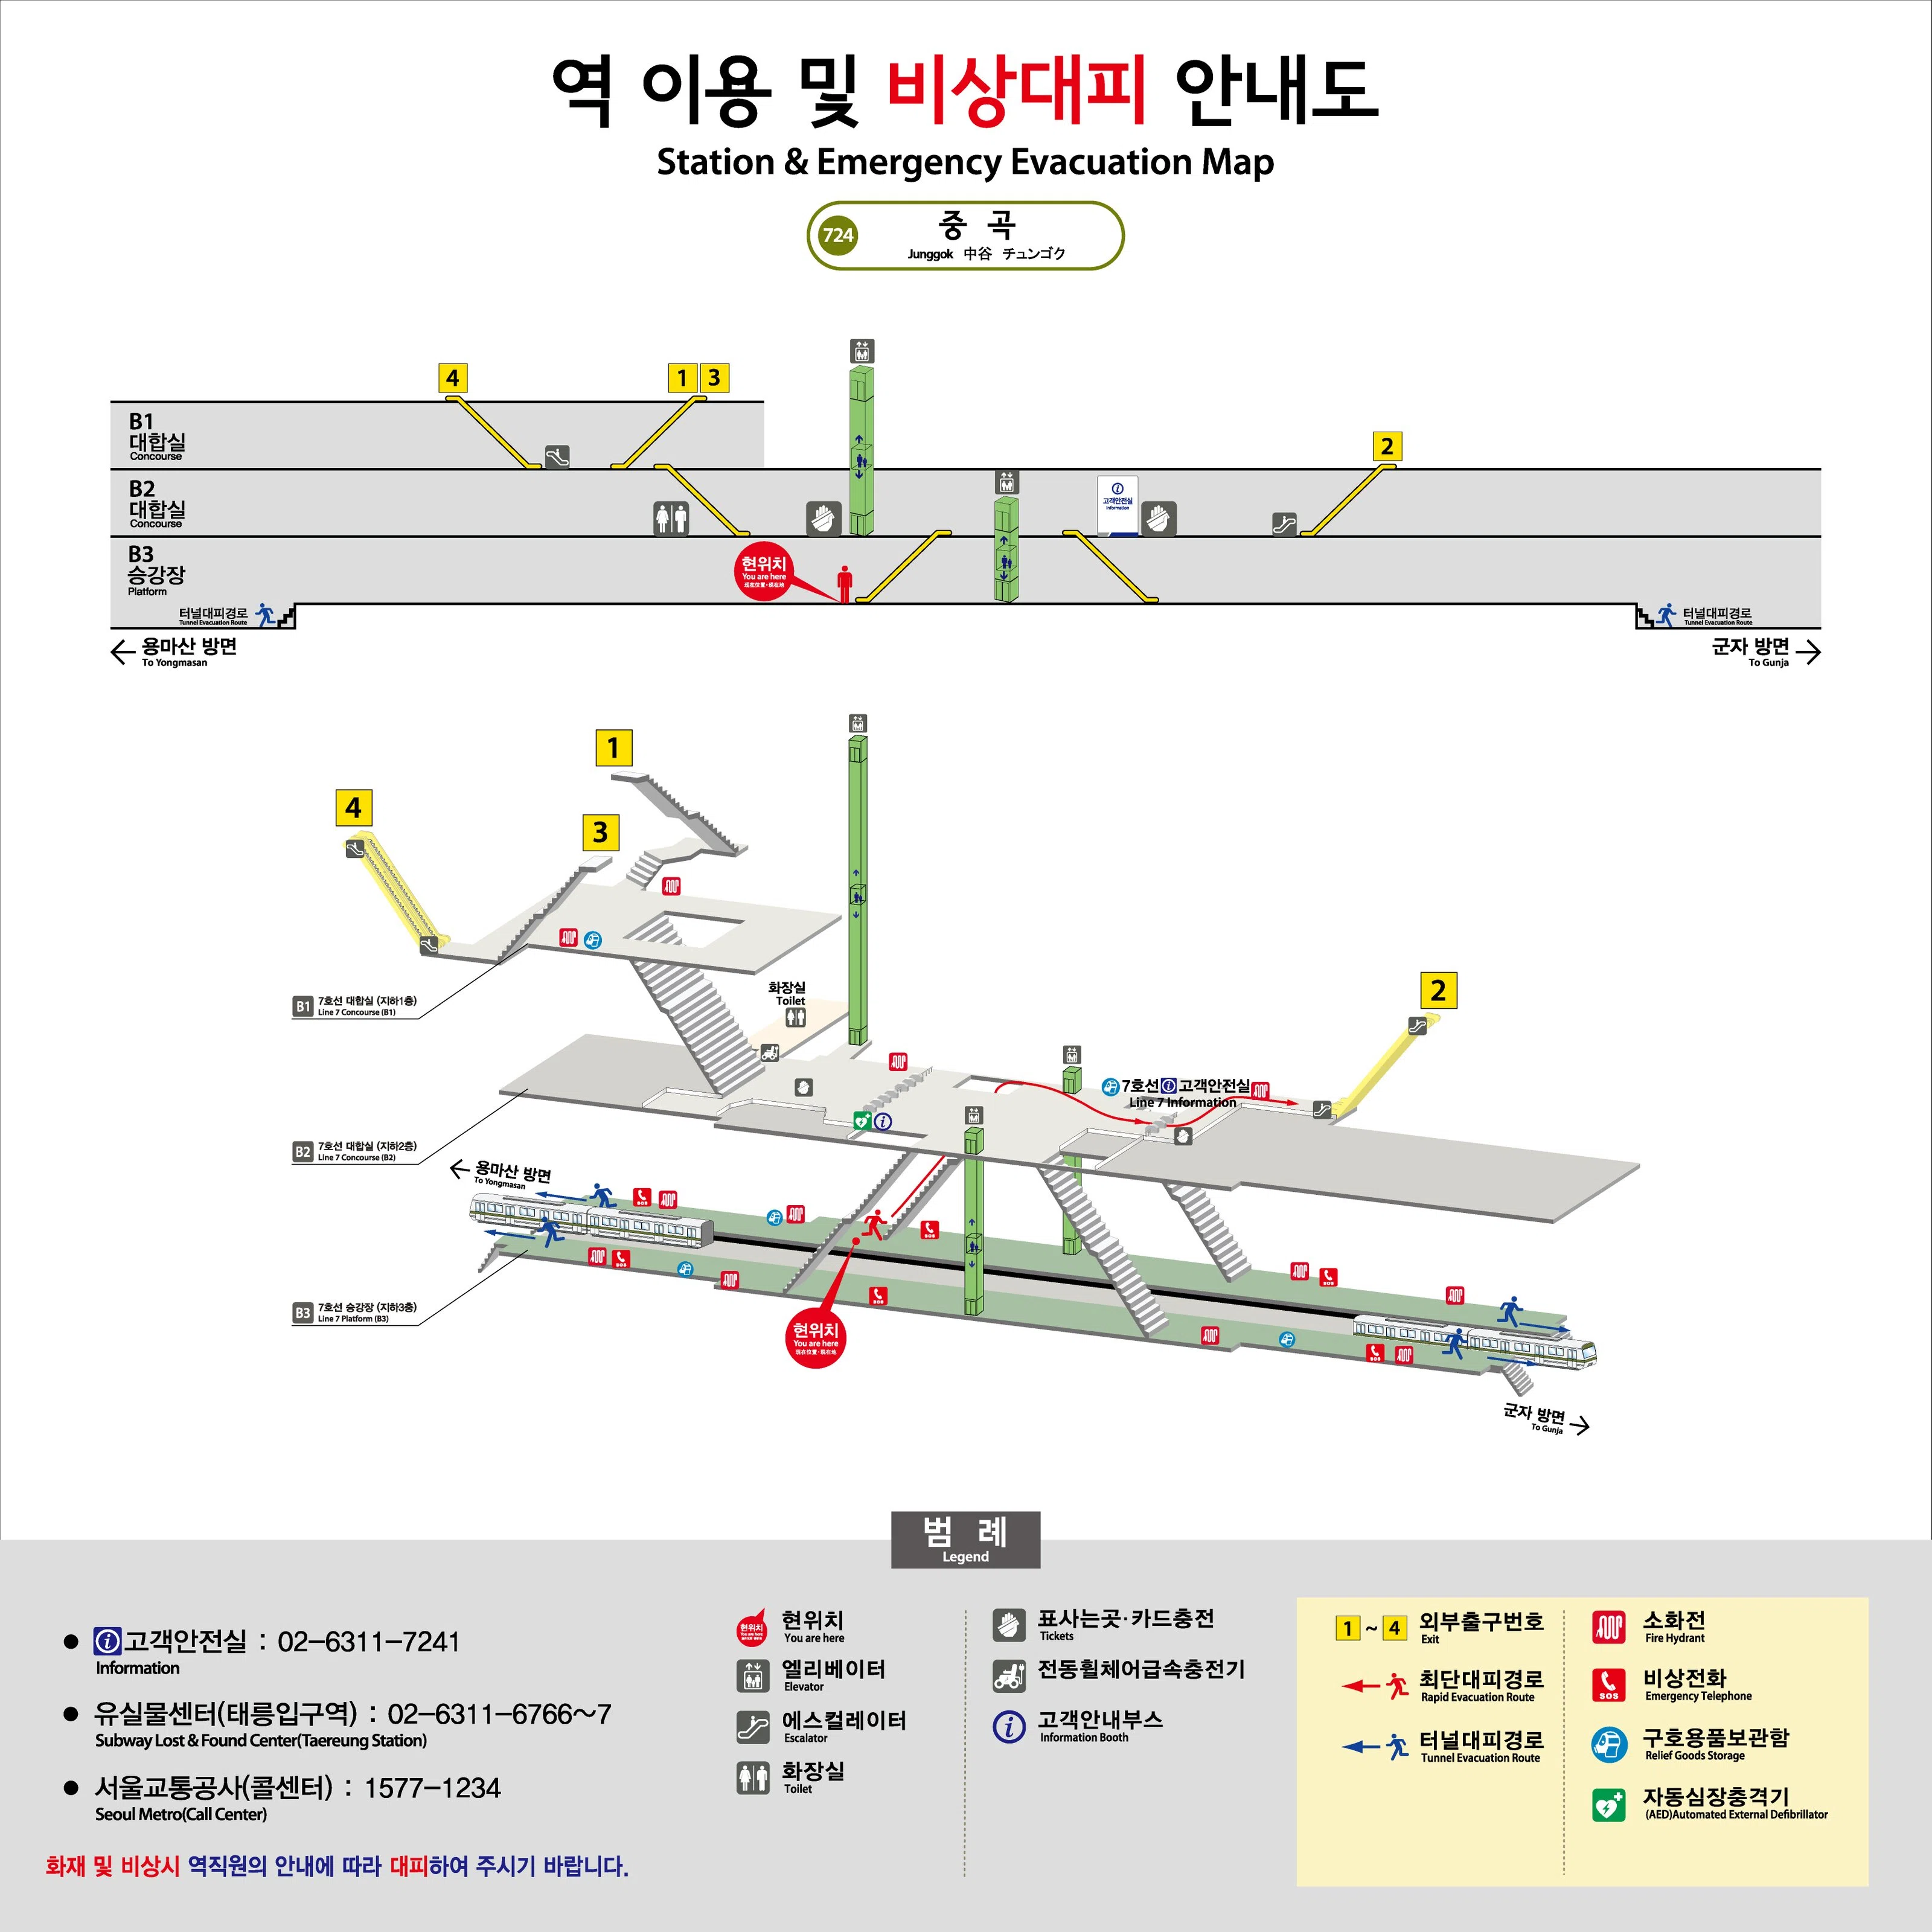 역 이용 및 비상대피 안내도
Station & Emergency Evacuation Map
724
중 곡
Junggok 中谷 チュンゴク
4
1 3
2
B1
대합실
Concourse
B2
대합실
Concourse
고객안전실
Information
B3
승강장
Platform
현위치
You are here
현在位置·現在地
터널대피경로
Tunnel Evacuation Route
터널대피경로
Tunnel Evacuation Route
용마산 방면
To Yongmasan
군자 방면
To Gunja
1
4
3
2
화장실
Toilet
B1 7호선 대합실 (지하1층)
Line 7 Concourse (B1)
7호선 고객안전실
Line 7 Information
B2 7호선 대합실 (지하2층)
Line 7 Concourse (B2)
용마산 방면
To Yongmasan
SOS
SOS
SOS
SOS
SOS
SOS
B3 7호선 승강장 (지하3층)
Line 7 Platform (B3)
현위치
You are here
군자 방면
To Gunja
범 례
Legend
고객안전실 : 02-6311-7241
Information
유실물센터(태릉입구역) : 02-6311-6766~7
Subway Lost & Found Center(Taereung Station)
서울교통공사(콜센터) : 1577-1234
Seoul Metro(Call Center)
화재 및 비상시 역직원의 안내에 따라 대피하여 주시기 바랍니다.
현위치
현위치
You are here
엘리베이터
Elevator
에스컬레이터
Escalator
화장실
Toilet
표사는곳·카드충전
Tickets
전동휠체어급속충전기
고객안내부스
Information Booth
1 ~ 4 외부출구번호
Exit
최단대피경로
Rapid Evacuation Route
터널대피경로
Tunnel Evacuation Route
소화전
Fire Hydrant
SOS
비상전화
Emergency Telephone
구호용품보관함
Relief Goods Storage
자동심장충격기
(AED)Automated External Defibrillator